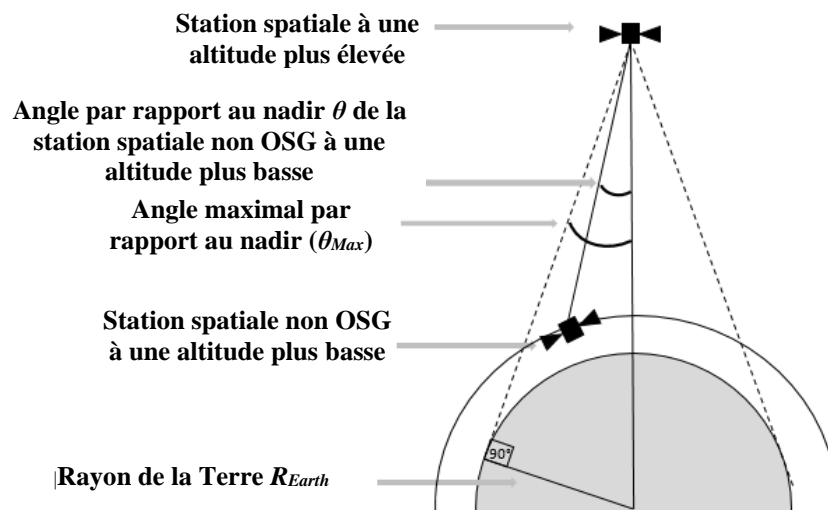 Station spatiale à une
altitude plus élevée
Angle par rapport au nadir θ de la
station spatiale non OSG à une
altitude plus basse
Angle maximal par
rapport au nadir (θMax)
Station spatiale non OSG
à une altitude plus basse
90°
|Rayon de la Terre REarth